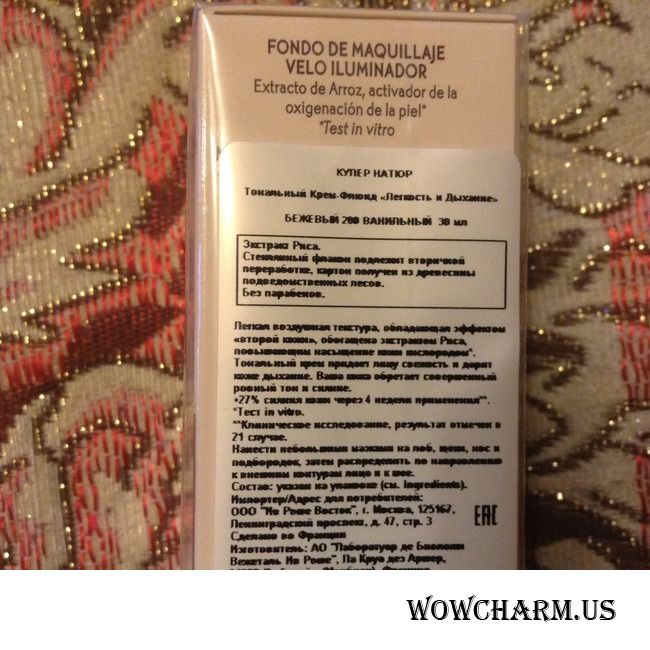 FONDO DE MAQUILLAJE
VELO ILUMINADOR
Extracto de Arroz, activador de la
oxigenación de la piel*
*Test in vitro
КУПЕР НАТЮР
Тональный Крем-Флюид «Легкость и Дыхание»
БЕЖЕВЫЙ 200 ВАНИЛЬНЫЙ 30 мл
Экстракт Риса.
Стеклянный флакон подлежит вторичной
переработке, картон получен из древесины
подведомственных лесов.
Без парабенов.
Легкая воздушная текстура, обладающая эффектом
«второй кожи», обогащена экстрактом Риса,
повышающим насыщение кожи кислородом*.
Тональный крем придает лицу свежесть и дарит
коже дыхание. Ваша кожа обретает совершенный
ровный тон и сияние.
+27% сияния кожи через 4 недели применения**.
*Тест in vitro.
**Клиническое исследование, результат отмечен в
21 случае.
Нанести небольшими мазками на лоб, щеки, нос и
подбородок, затем распределить по направлению
к внешним контурам лица и к шее.
Состав: указан на упаковке (см. Ingredients).
Импортер/Адрес для потребителей:
ООО "Ив Роше Восток", г. Москва, 125167,
Ленинградский проспект, д. 47, стр. 3
EAC
Сделано во Франции
Изготовитель: АО "Лаборатуар де Биоложи
Вежеталь Ив Роше", Ла Круа дез Аршер,
WOWCHARM.US